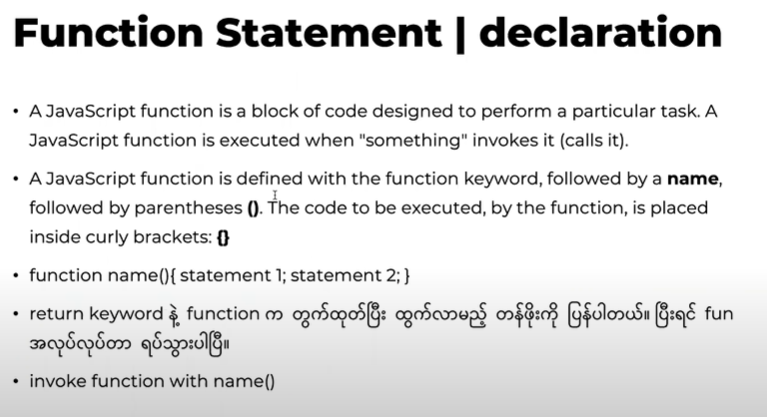 Function Statement | declaration
• A JavaScript function is a block of code designed to perform a particular task. A
JavaScript function is executed when "something" invokes it (calls it).
• A JavaScript function is defined with the function keyword, followed by a name,
followed by parentheses (). The code to be executed, by the function, is placed
inside curly brackets: {}
• function name(){ statement 1; statement 2; }
• return keyword နဲ့ function က တွက်ထုတ်ပြီး ထွက်လာမည့် တန်ဖိုးကို ပြန်ပါတယ်။ ပြီးရင် fun
အလုပ်လုပ်တာ ရပ်သွားပါပြီ။
• invoke function with name()